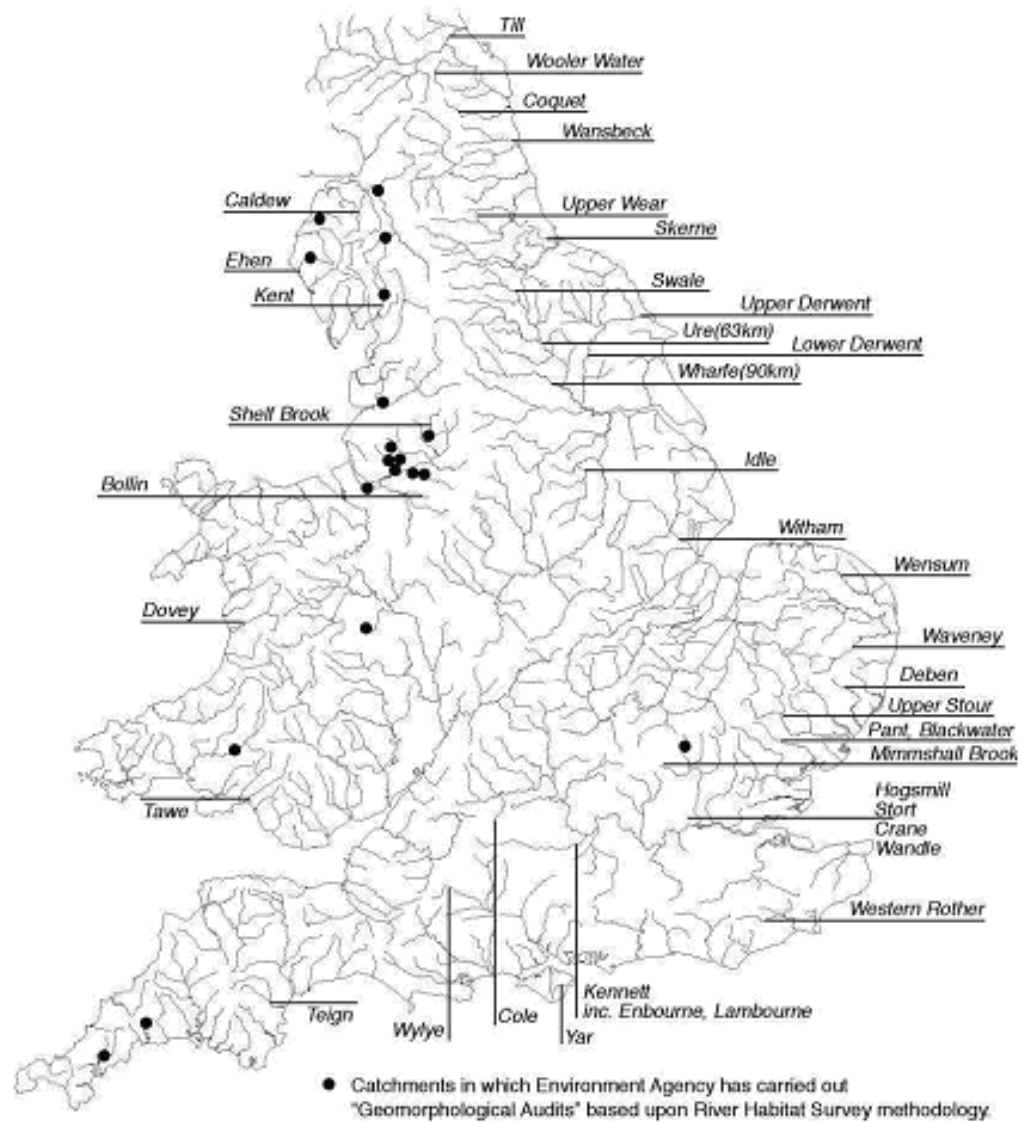 Till
Wooler Water
Coquet
Wansbeck
Caldew
Upper Wear
Skerne
Ehen
Kent
Swale
Upper Derwent
Ure(63km)
Lower Derwent
Wharfe(90km)
Shelf Brook
Idle
Bollin
Witham
Wensum
Dovey
Waveney
Deben
Upper Stour
Pant, Blackwater
Mimmshall Brook
Hogsmill
Tawe
Stort
Crane
Wandle
Western Rother
Kennett
inc. Enbourne, Lambourne
Teign
Wylye
Cole
Yar
Catchments in which Environment Agency has carried out
"Geomorphological Audits" based upon River Habitat Survey methodology.